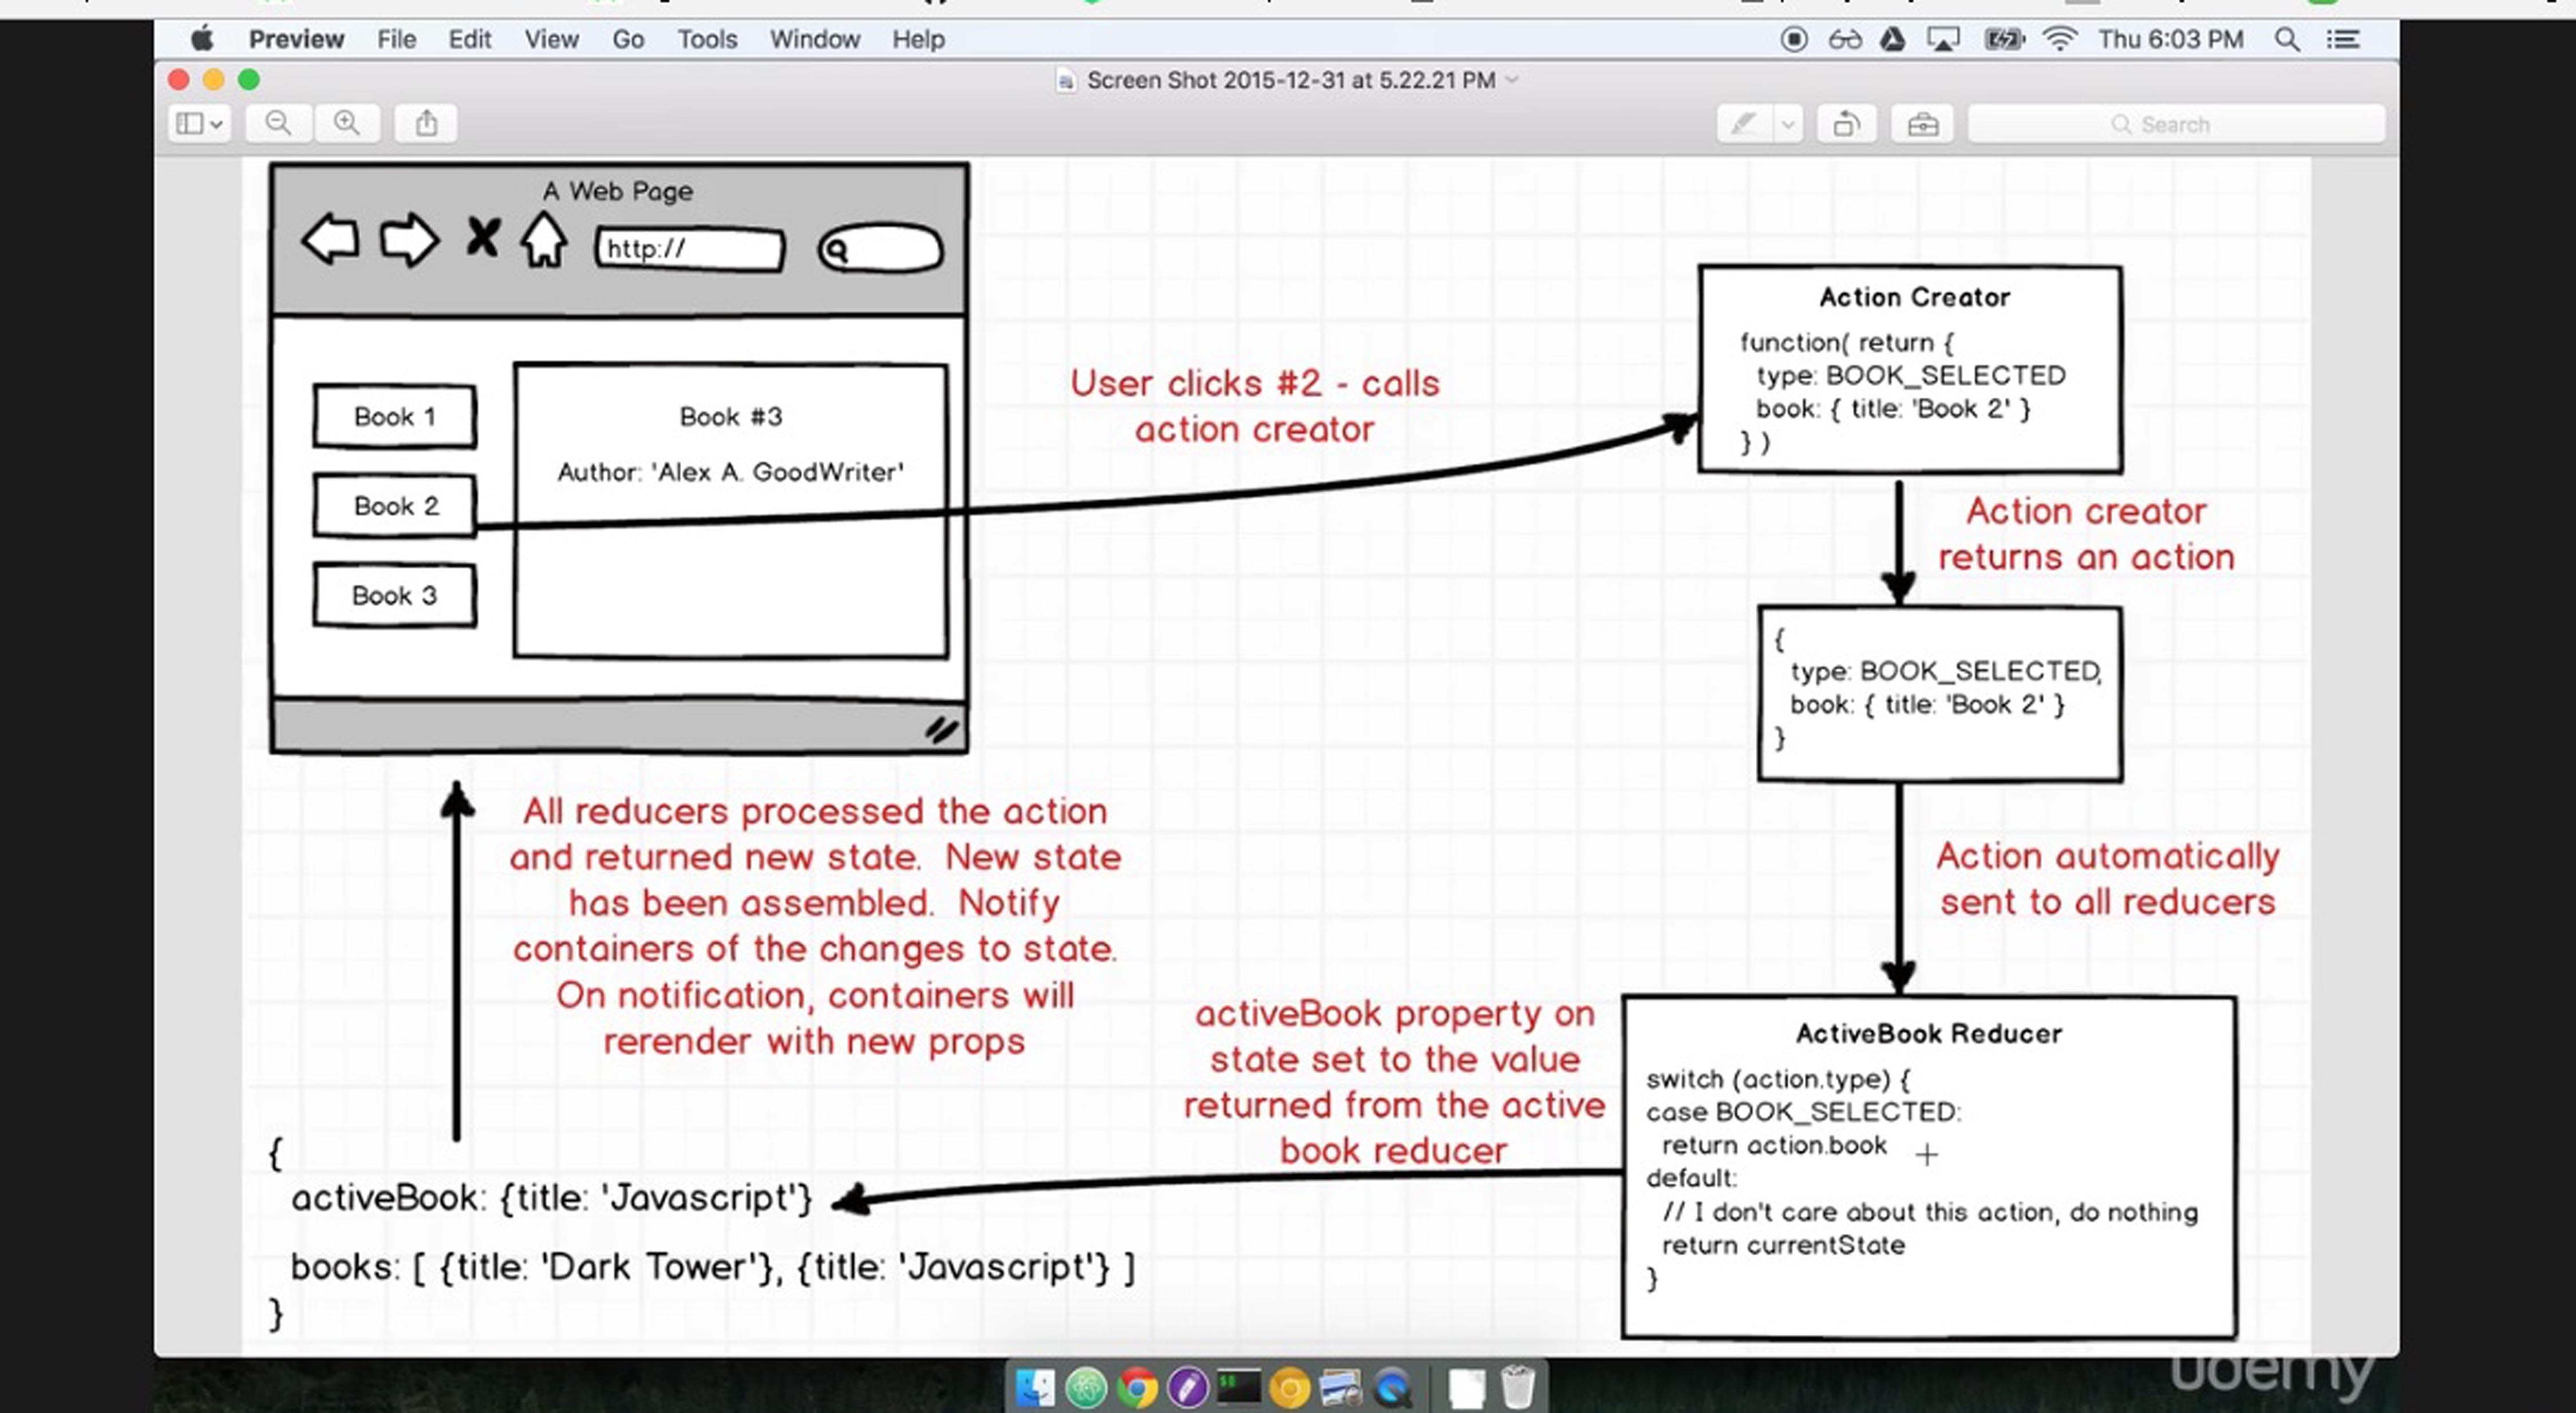 Preview File Edit View Go Tools Window Help
Thu 6:03 PM
Screen Shot 2015-12-31 at 5.22.21 PM
Search
A Web Page
http://
Book 1
Book 2
Book 3
Book #3
Author: 'Alex A. GoodWriter'
User clicks #2 - calls
action creator
Action Creator
function( return {
type: BOOK_SELECTED
book: { title: 'Book 2' }
} )
Action creator
returns an action
{
type: BOOK_SELECTED,
book: { title: 'Book 2' }
}
Action automatically
sent to all reducers
ActiveBook Reducer
switch (action.type) {
case BOOK_SELECTED:
return action.book
default:
// I don't care about this action, do nothing
return currentState
}
activeBook property on
state set to the value
returned from the active
book reducer
All reducers processed the action
and returned new state. New state
has been assembled. Notify
containers of the changes to state.
On notification, containers will
rerender with new props
{
activeBook: {title: 'Javascript'}
books: [ {title: 'Dark Tower'}, {title: 'Javascript'} ]
}
udemy